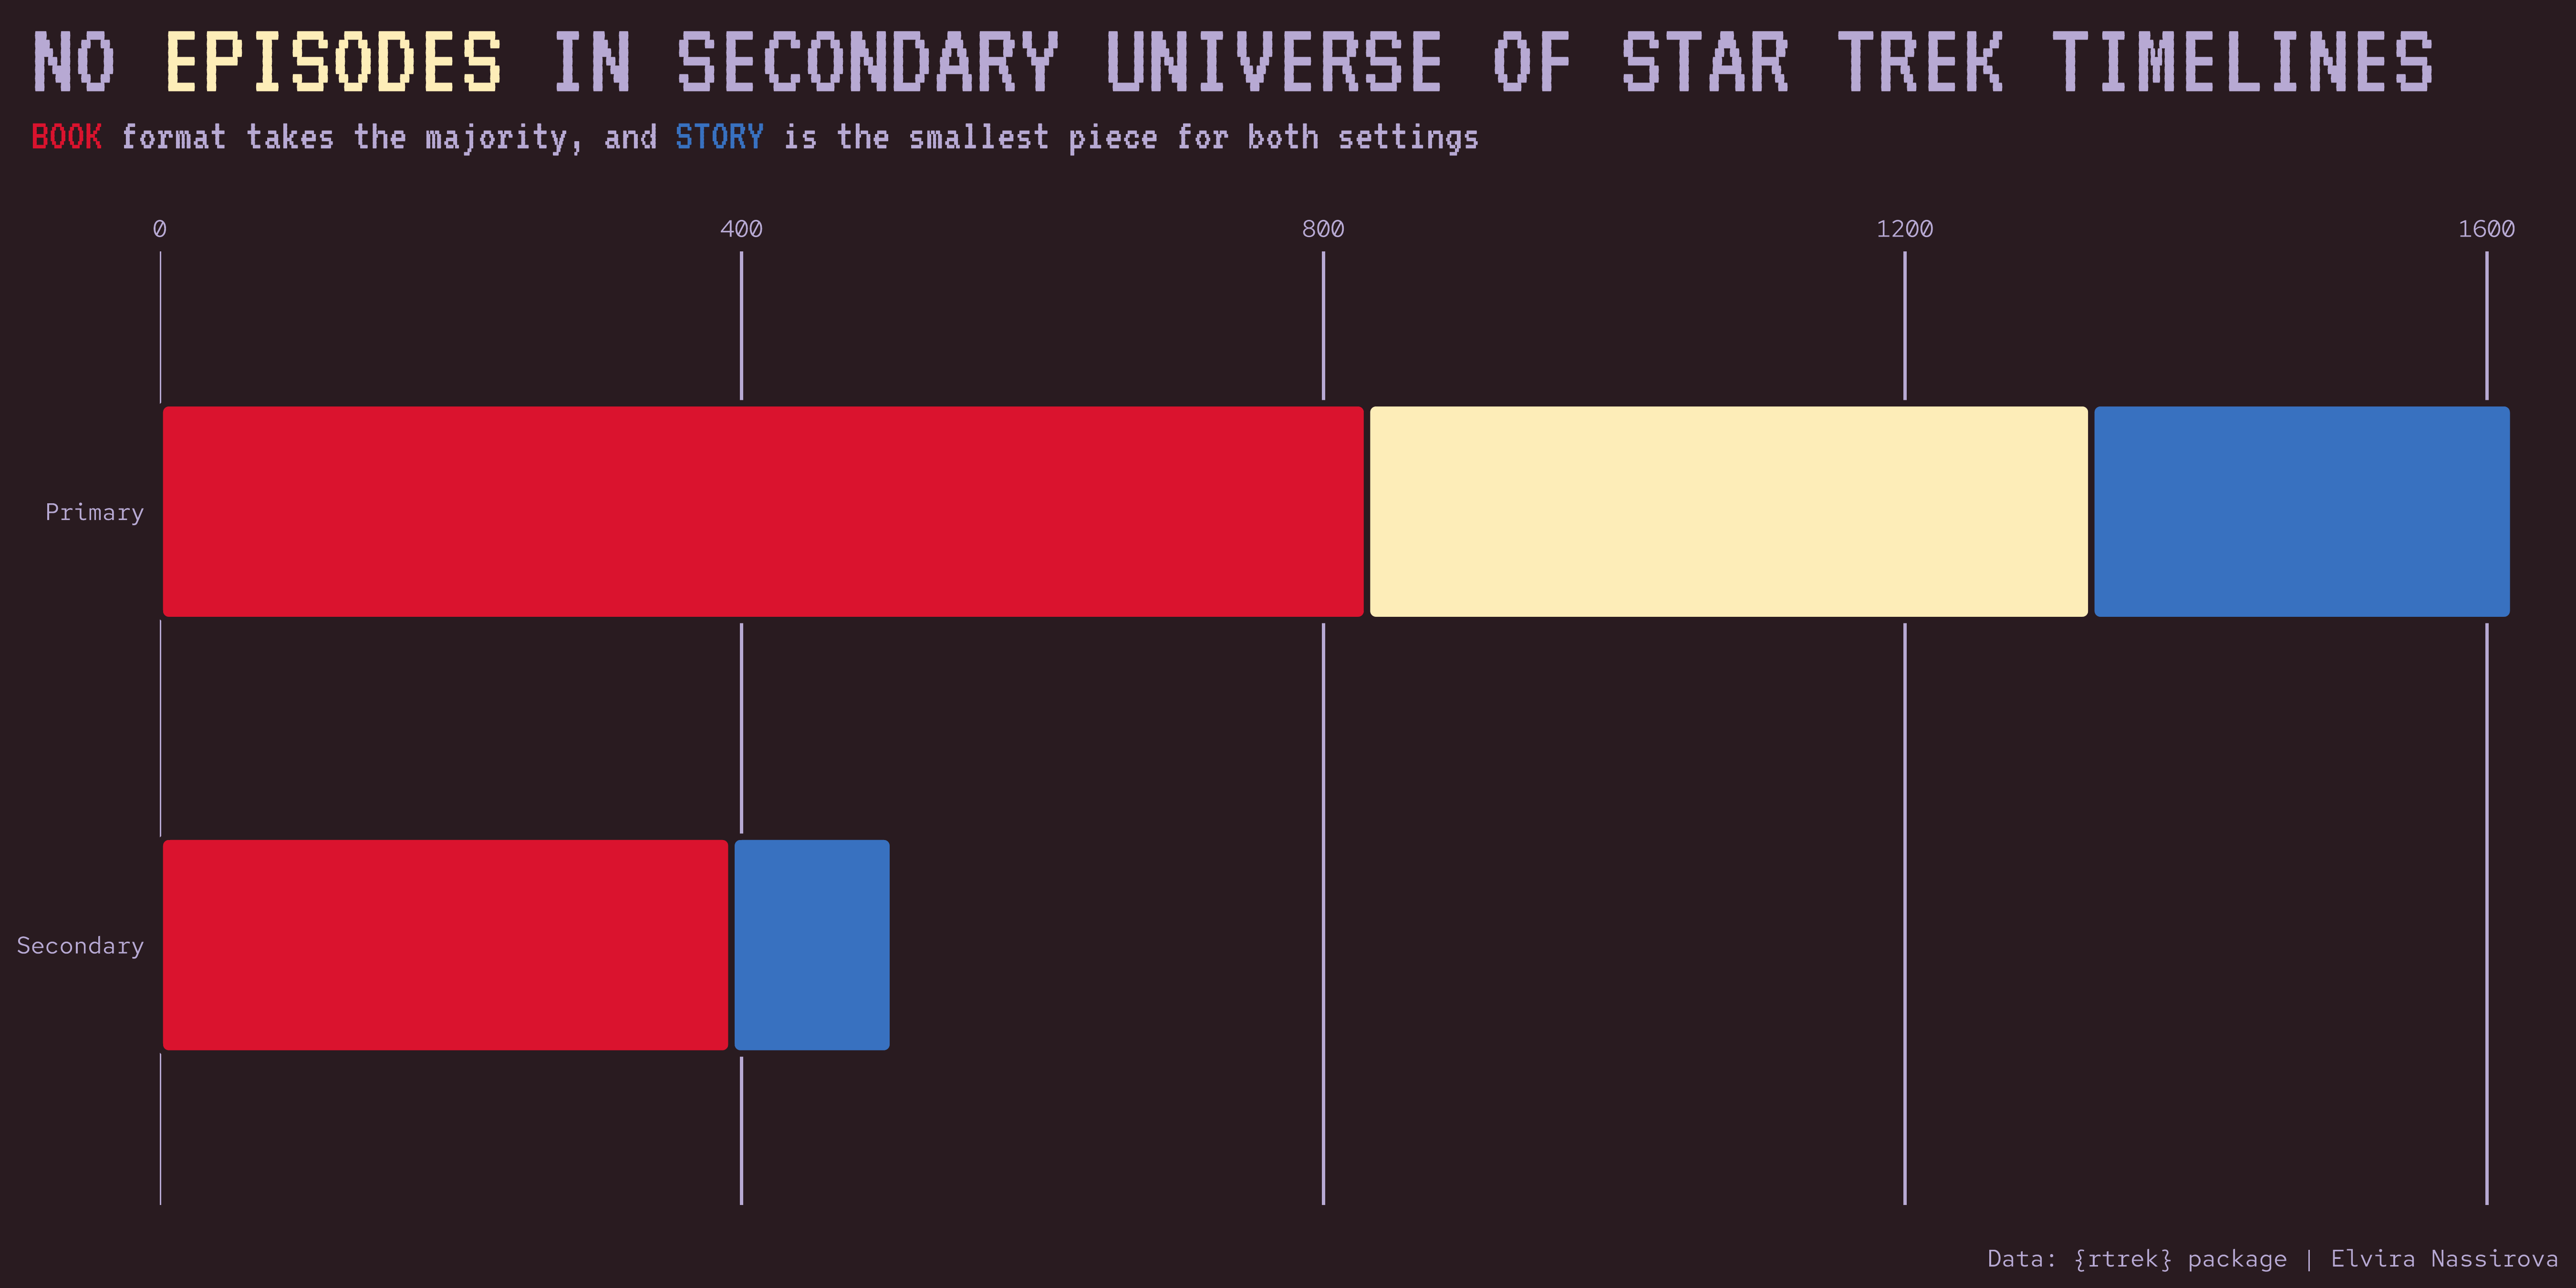 NO EPISODES IN SECONDARY UNIVERSE OF STAR TREK TIMELINES
BOOK format takes the majority, and STORY is the smallest piece for both settings
0 400 800 1200 1600
Primary
Secondary
Data: {rtrek} package | Elvira Nassirova